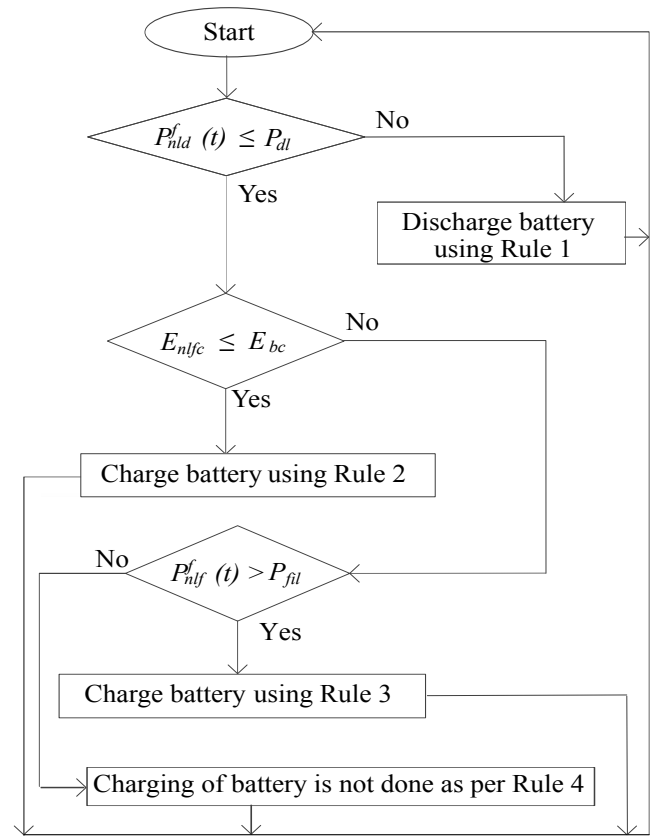 Start
P^f_nld (t) ≤ P_dl
No
Yes
Discharge battery
using Rule 1
E_nlfc ≤ E_bc
No
Yes
Charge battery using Rule 2
P^f_nlf (t) > P_fil
No
Yes
Charge battery using Rule 3
Charging of battery is not done as per Rule 4